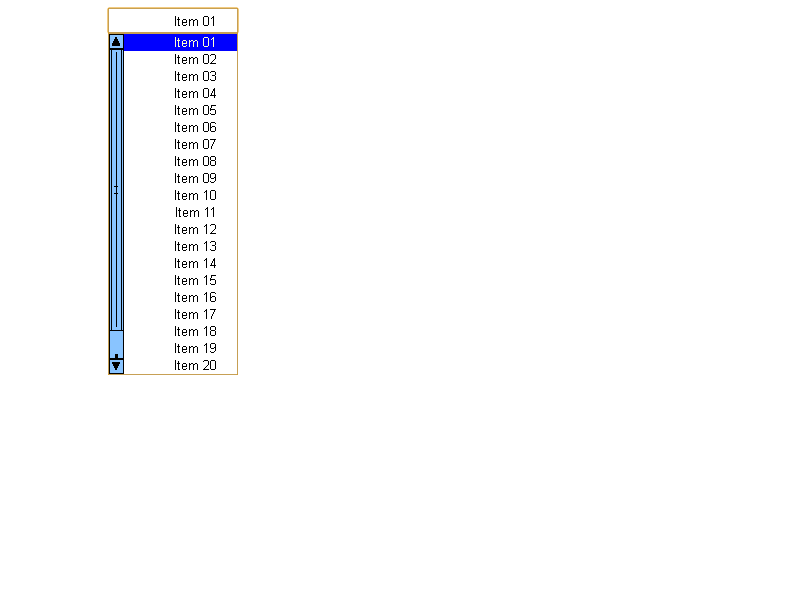 Item 01
Item 01
Item 02
Item 03
Item 04
Item 05
Item 06
Item 07
Item 08
Item 09
Item 10
Item 11
Item 12
Item 13
Item 14
Item 15
Item 16
Item 17
Item 18
Item 19
Item 20